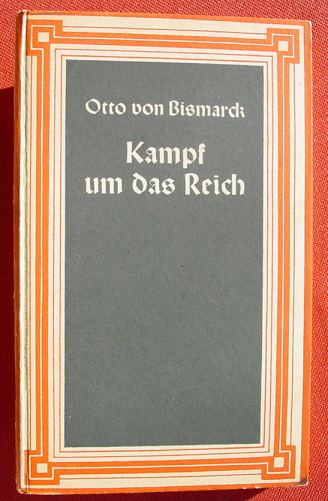 Otto von Bismarck
Kampf
um das Reich